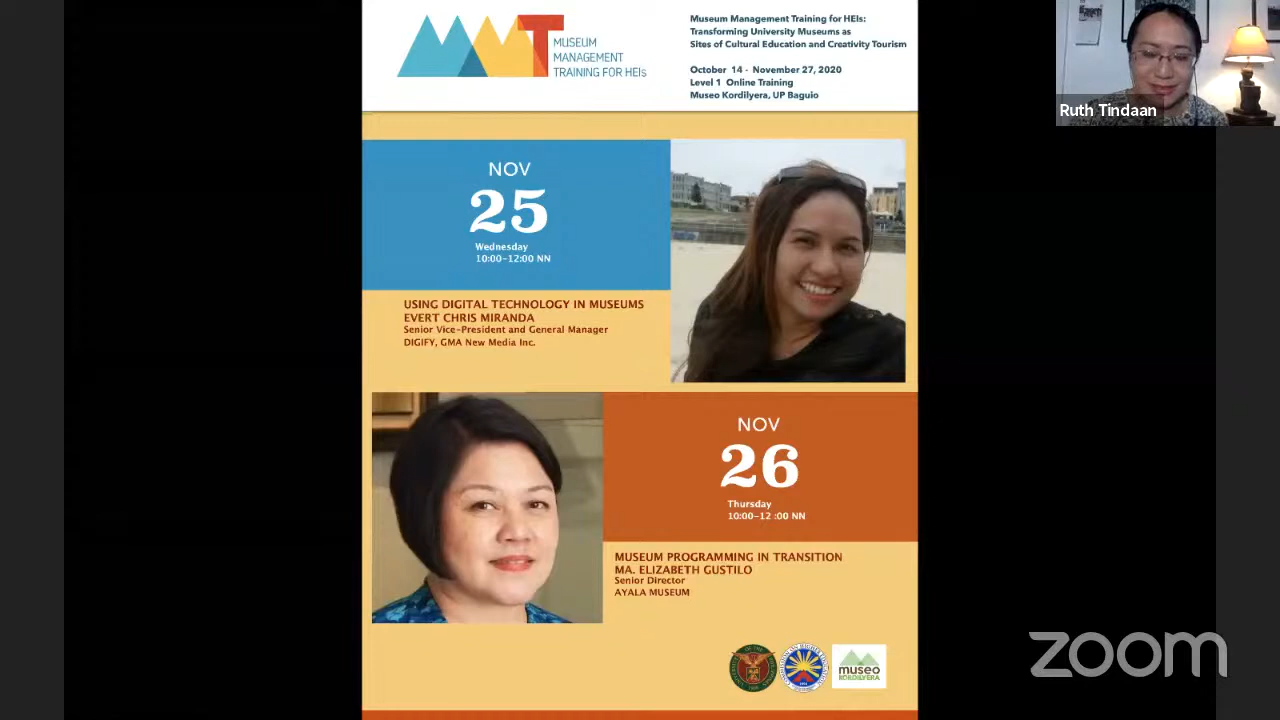 MUSEUM
MANAGEMENT
TRAINING FOR HEIs
Museum Management Training for HEIs:
Transforming University Museums as
Sites of Cultural Education and Creativity Tourism
October 14 - November 27, 2020
Level 1 Online Training
Museo Kordilyera, UP Baguio
Ruth Tindaan
NOV
25
Wednesday
10:00-12:00 NN
USING DIGITAL TECHNOLOGY IN MUSEUMS
EVERT CHRIS MIRANDA
Senior Vice-President and General Manager
DIGIFY, GMA New Media Inc.
NOV
26
Thursday
10:00-12 :00 NN
MUSEUM PROGRAMMING IN TRANSITION
MA. ELIZABETH GUSTILO
Senior Director
AYALA MUSEUM
museo
KORDILYERA
zoom